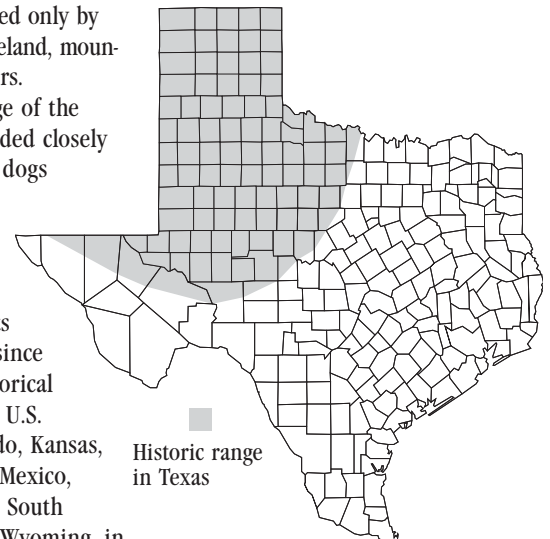 ed only by
eland, moun-
rs.
ge of the
ded closely
dogs
ts
since
orical
U.S.
do, Kansas,
Mexico,
South
Wyoming, in
Historic range
in Texas